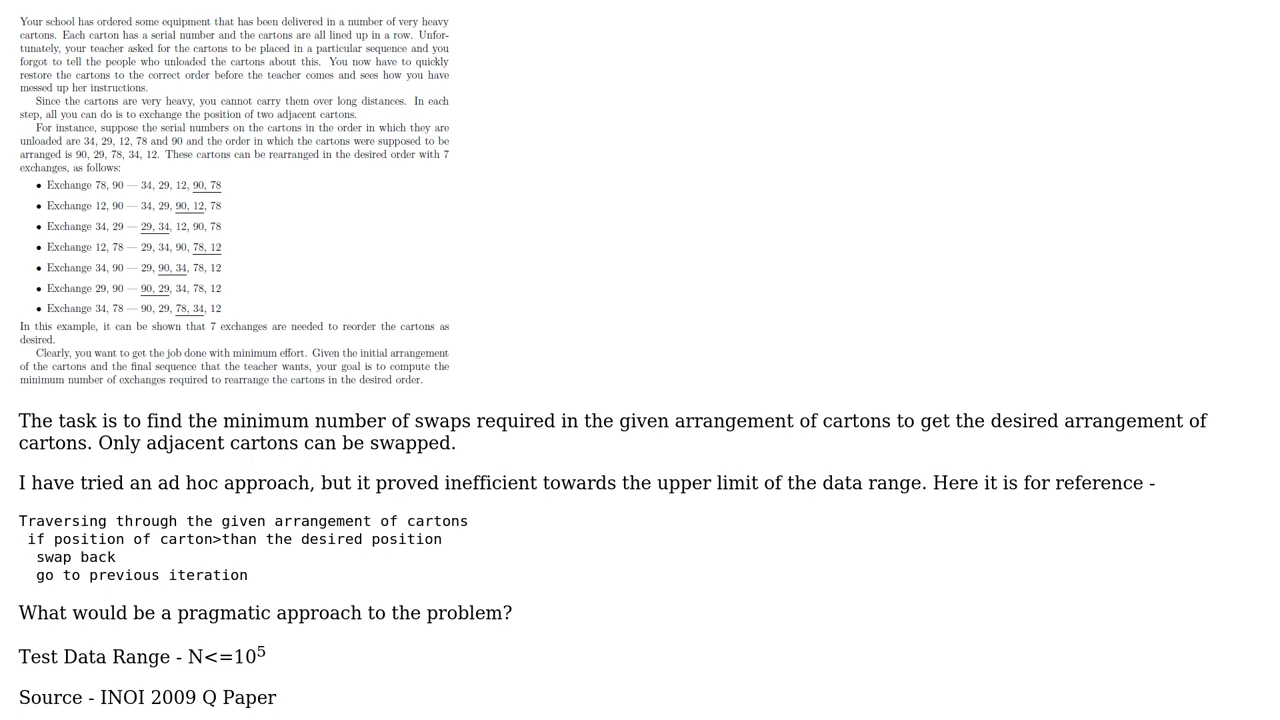 Your school has ordered some equipment that has been delivered in a number of very heavy
cartons. Each carton has a serial number and the cartons are all lined up in a row. Unfor-
tunately, your teacher asked for the cartons to be placed in a particular sequence and you
forgot to tell the people who unloaded the cartons about this. You now have to quickly
restore the cartons to the correct order before the teacher comes and sees how you have
messed up her instructions.
Since the cartons are very heavy, you cannot carry them over long distances. In each
step, all you can do is to exchange the position of two adjacent cartons.
For instance, suppose the serial numbers on the cartons in the order in which they are
unloaded are 34, 29, 12, 78 and 90 and the order in which the cartons were supposed to be
arranged is 90, 29, 78, 34, 12. These cartons can be rearranged in the desired order with 7
exchanges, as follows:
• Exchange 78, 90 — 34, 29, 12, 90, 78
• Exchange 12, 90 — 34, 29, 90, 12, 78
• Exchange 34, 29 — 29, 34, 12, 90, 78
• Exchange 12, 78 — 29, 34, 90, 78, 12
• Exchange 34, 90 — 29, 90, 34, 78, 12
• Exchange 29, 90 — 90, 29, 34, 78, 12
• Exchange 34, 78 — 90, 29, 78, 34, 12
In this example, it can be shown that 7 exchanges are needed to reorder the cartons as
desired.
Clearly, you want to get the job done with minimum effort. Given the initial arrangement
of the cartons and the final sequence that the teacher wants, your goal is to compute the
minimum number of exchanges required to rearrange the cartons in the desired order.
The task is to find the minimum number of swaps required in the given arrangement of cartons to get the desired arrangement of
cartons. Only adjacent cartons can be swapped.
I have tried an ad hoc approach, but it proved inefficient towards the upper limit of the data range. Here it is for reference -
Traversing through the given arrangement of cartons
if position of carton>than the desired position
swap back
go to previous iteration
What would be a pragmatic approach to the problem?
Test Data Range - N<=10^5
Source - INOI 2009 Q Paper